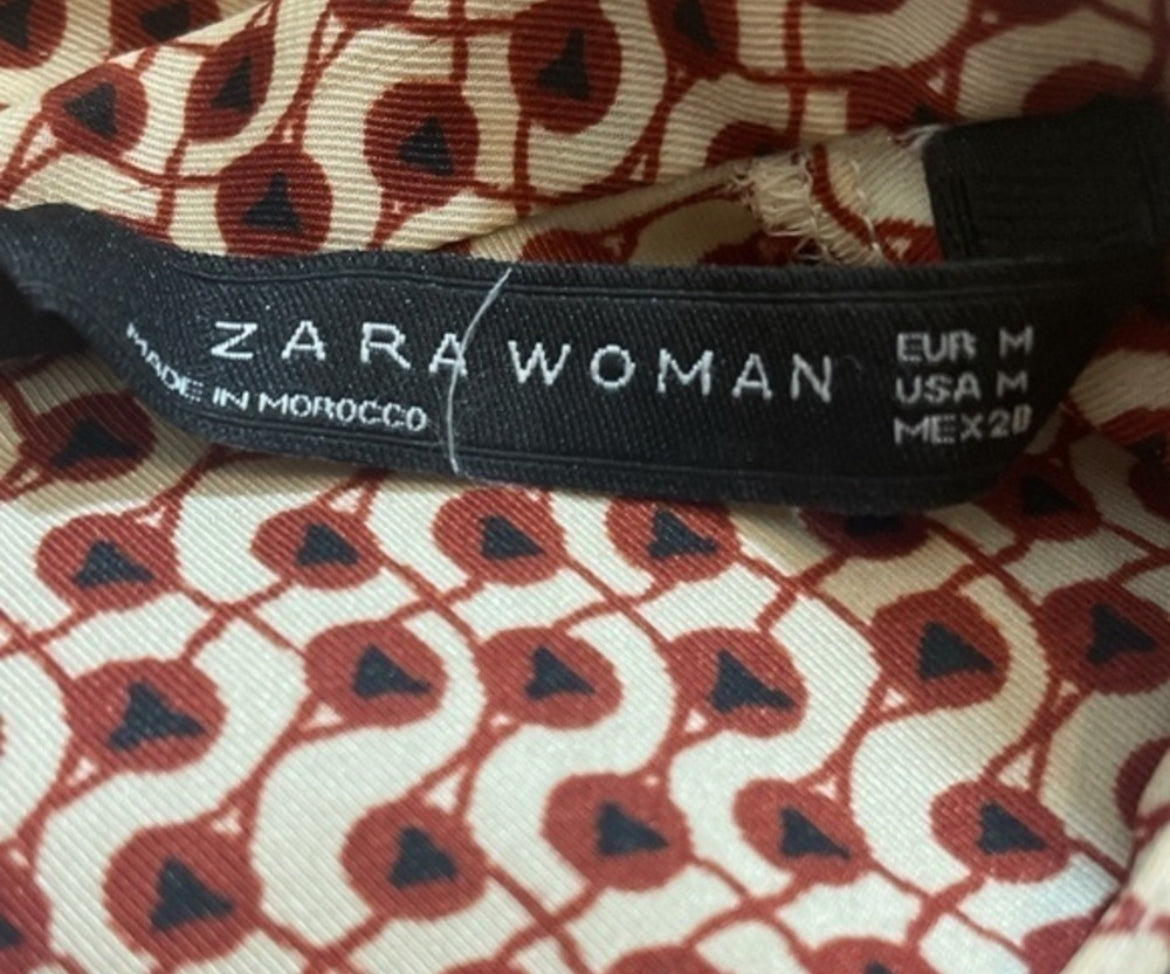 ZARA WOMAN
MADE IN MOROCCO
EUR M
USA M
MEX 28